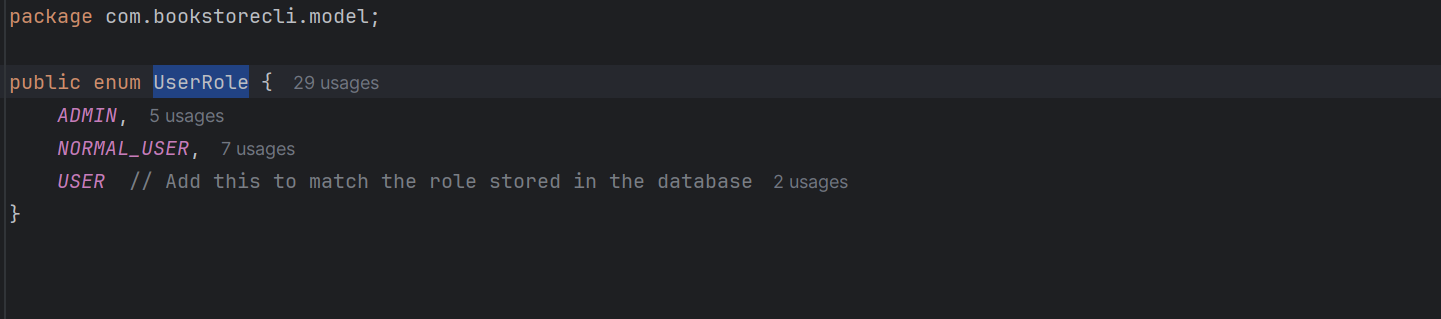 package com.bookstorecli.model;
public enum UserRole { 29 usages
ADMIN, 5 usages
NORMAL_USER, 7 usages
USER // Add this to match the role stored in the database 2 usages
}